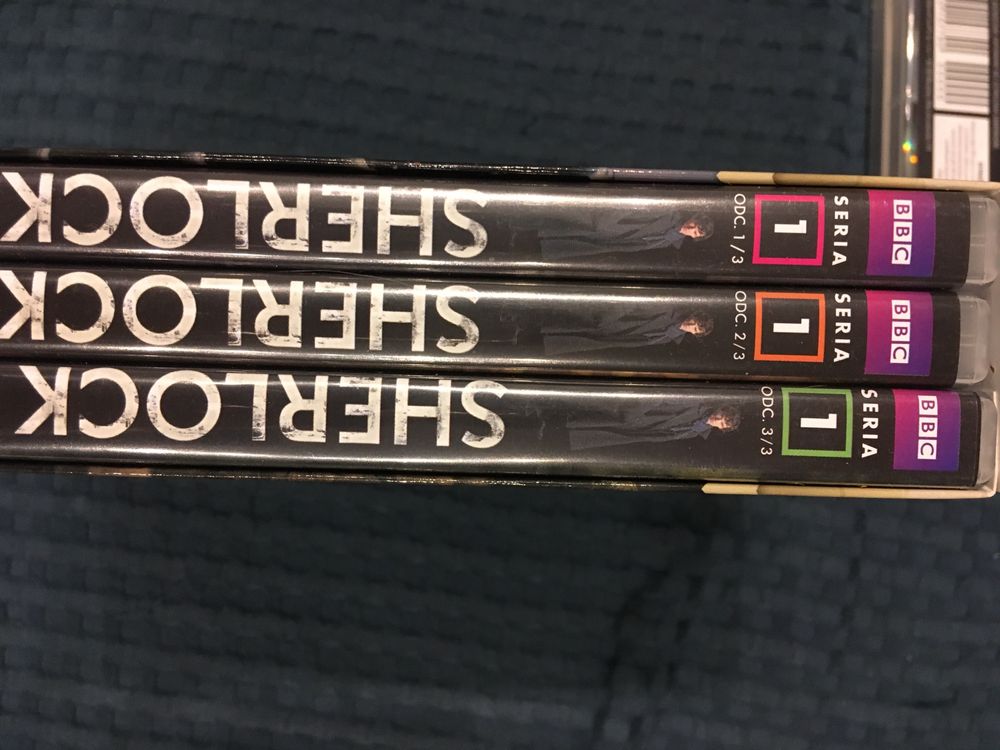 BBC
SERIA
1
ODC. 1/3
SHERLOCK
BBC
SERIA
1
ODC. 2/3
SHERLOCK
BBC
SERIA
1
ODC. 3/3
SHERLOCK